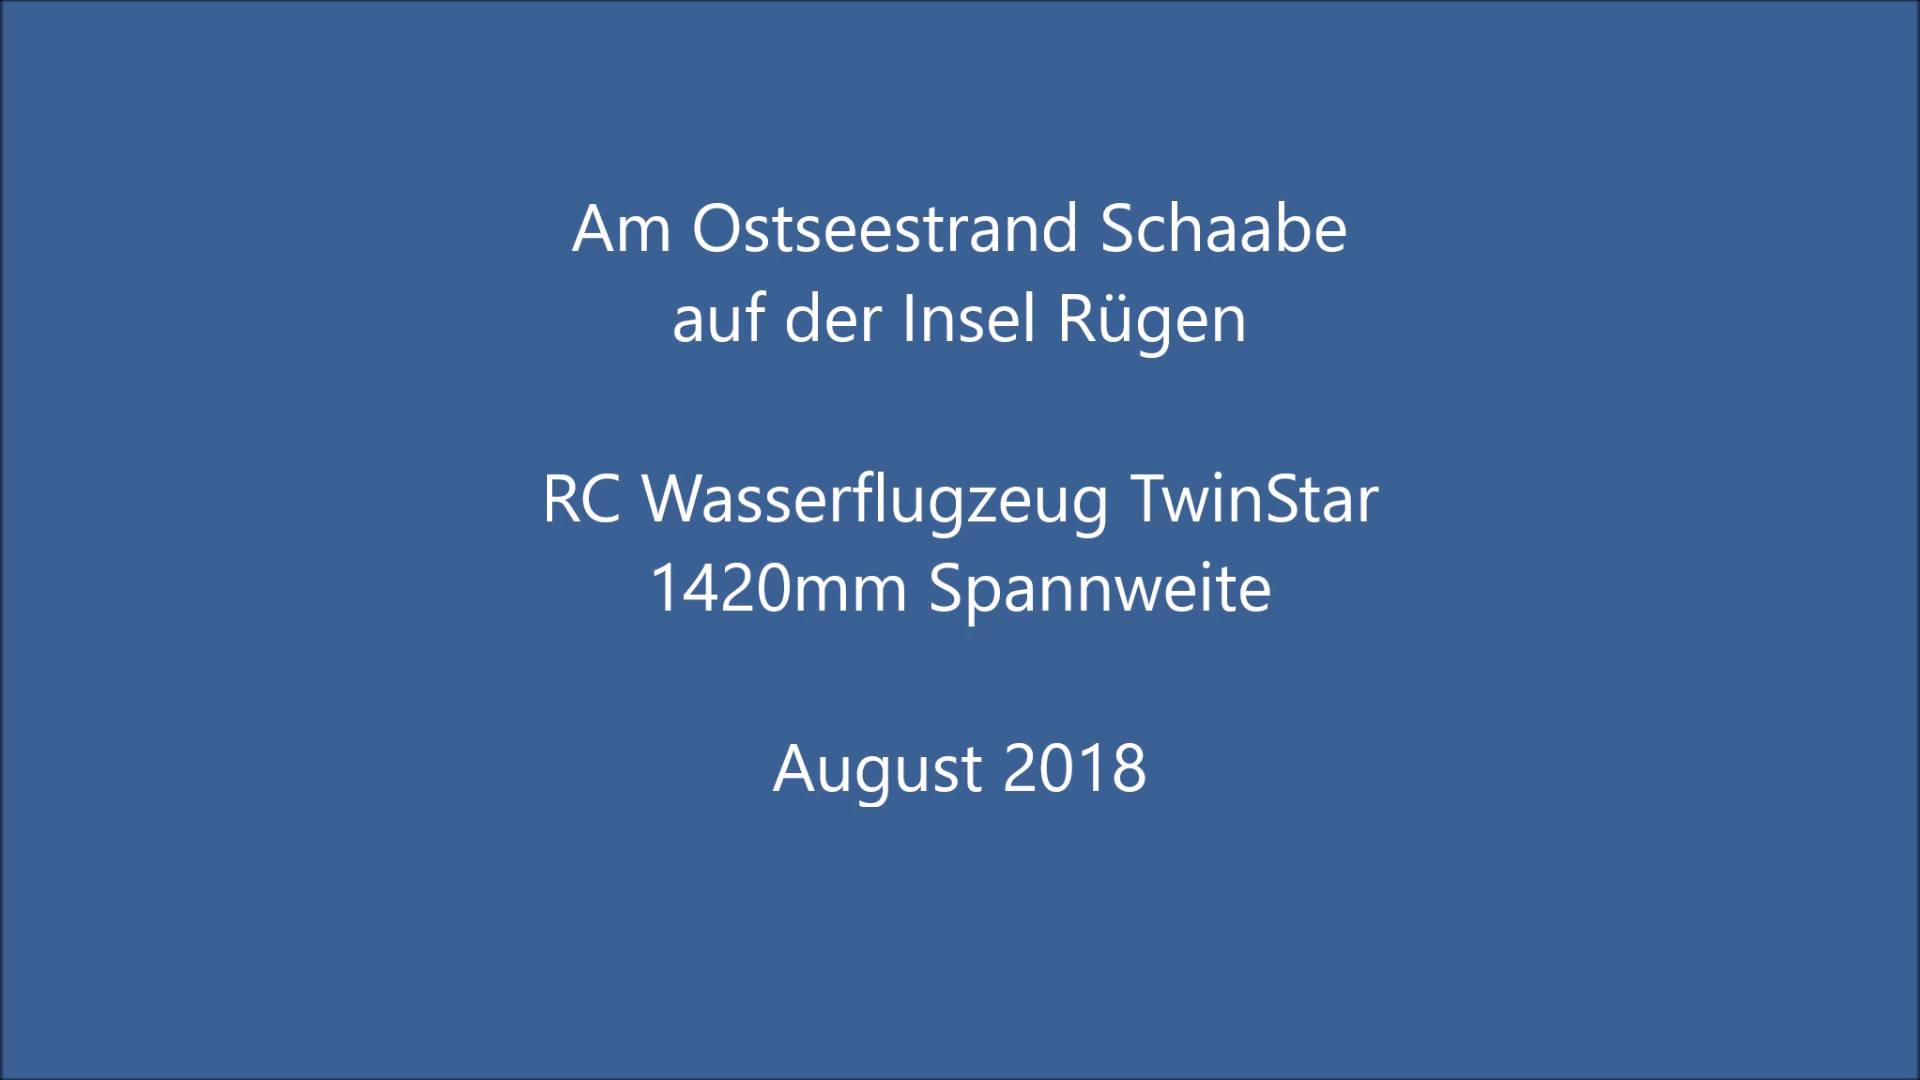 Am Ostseestrand Schaabe
auf der Insel Rügen
RC Wasserflugzeug TwinStar
1420mm Spannweite
August 2018